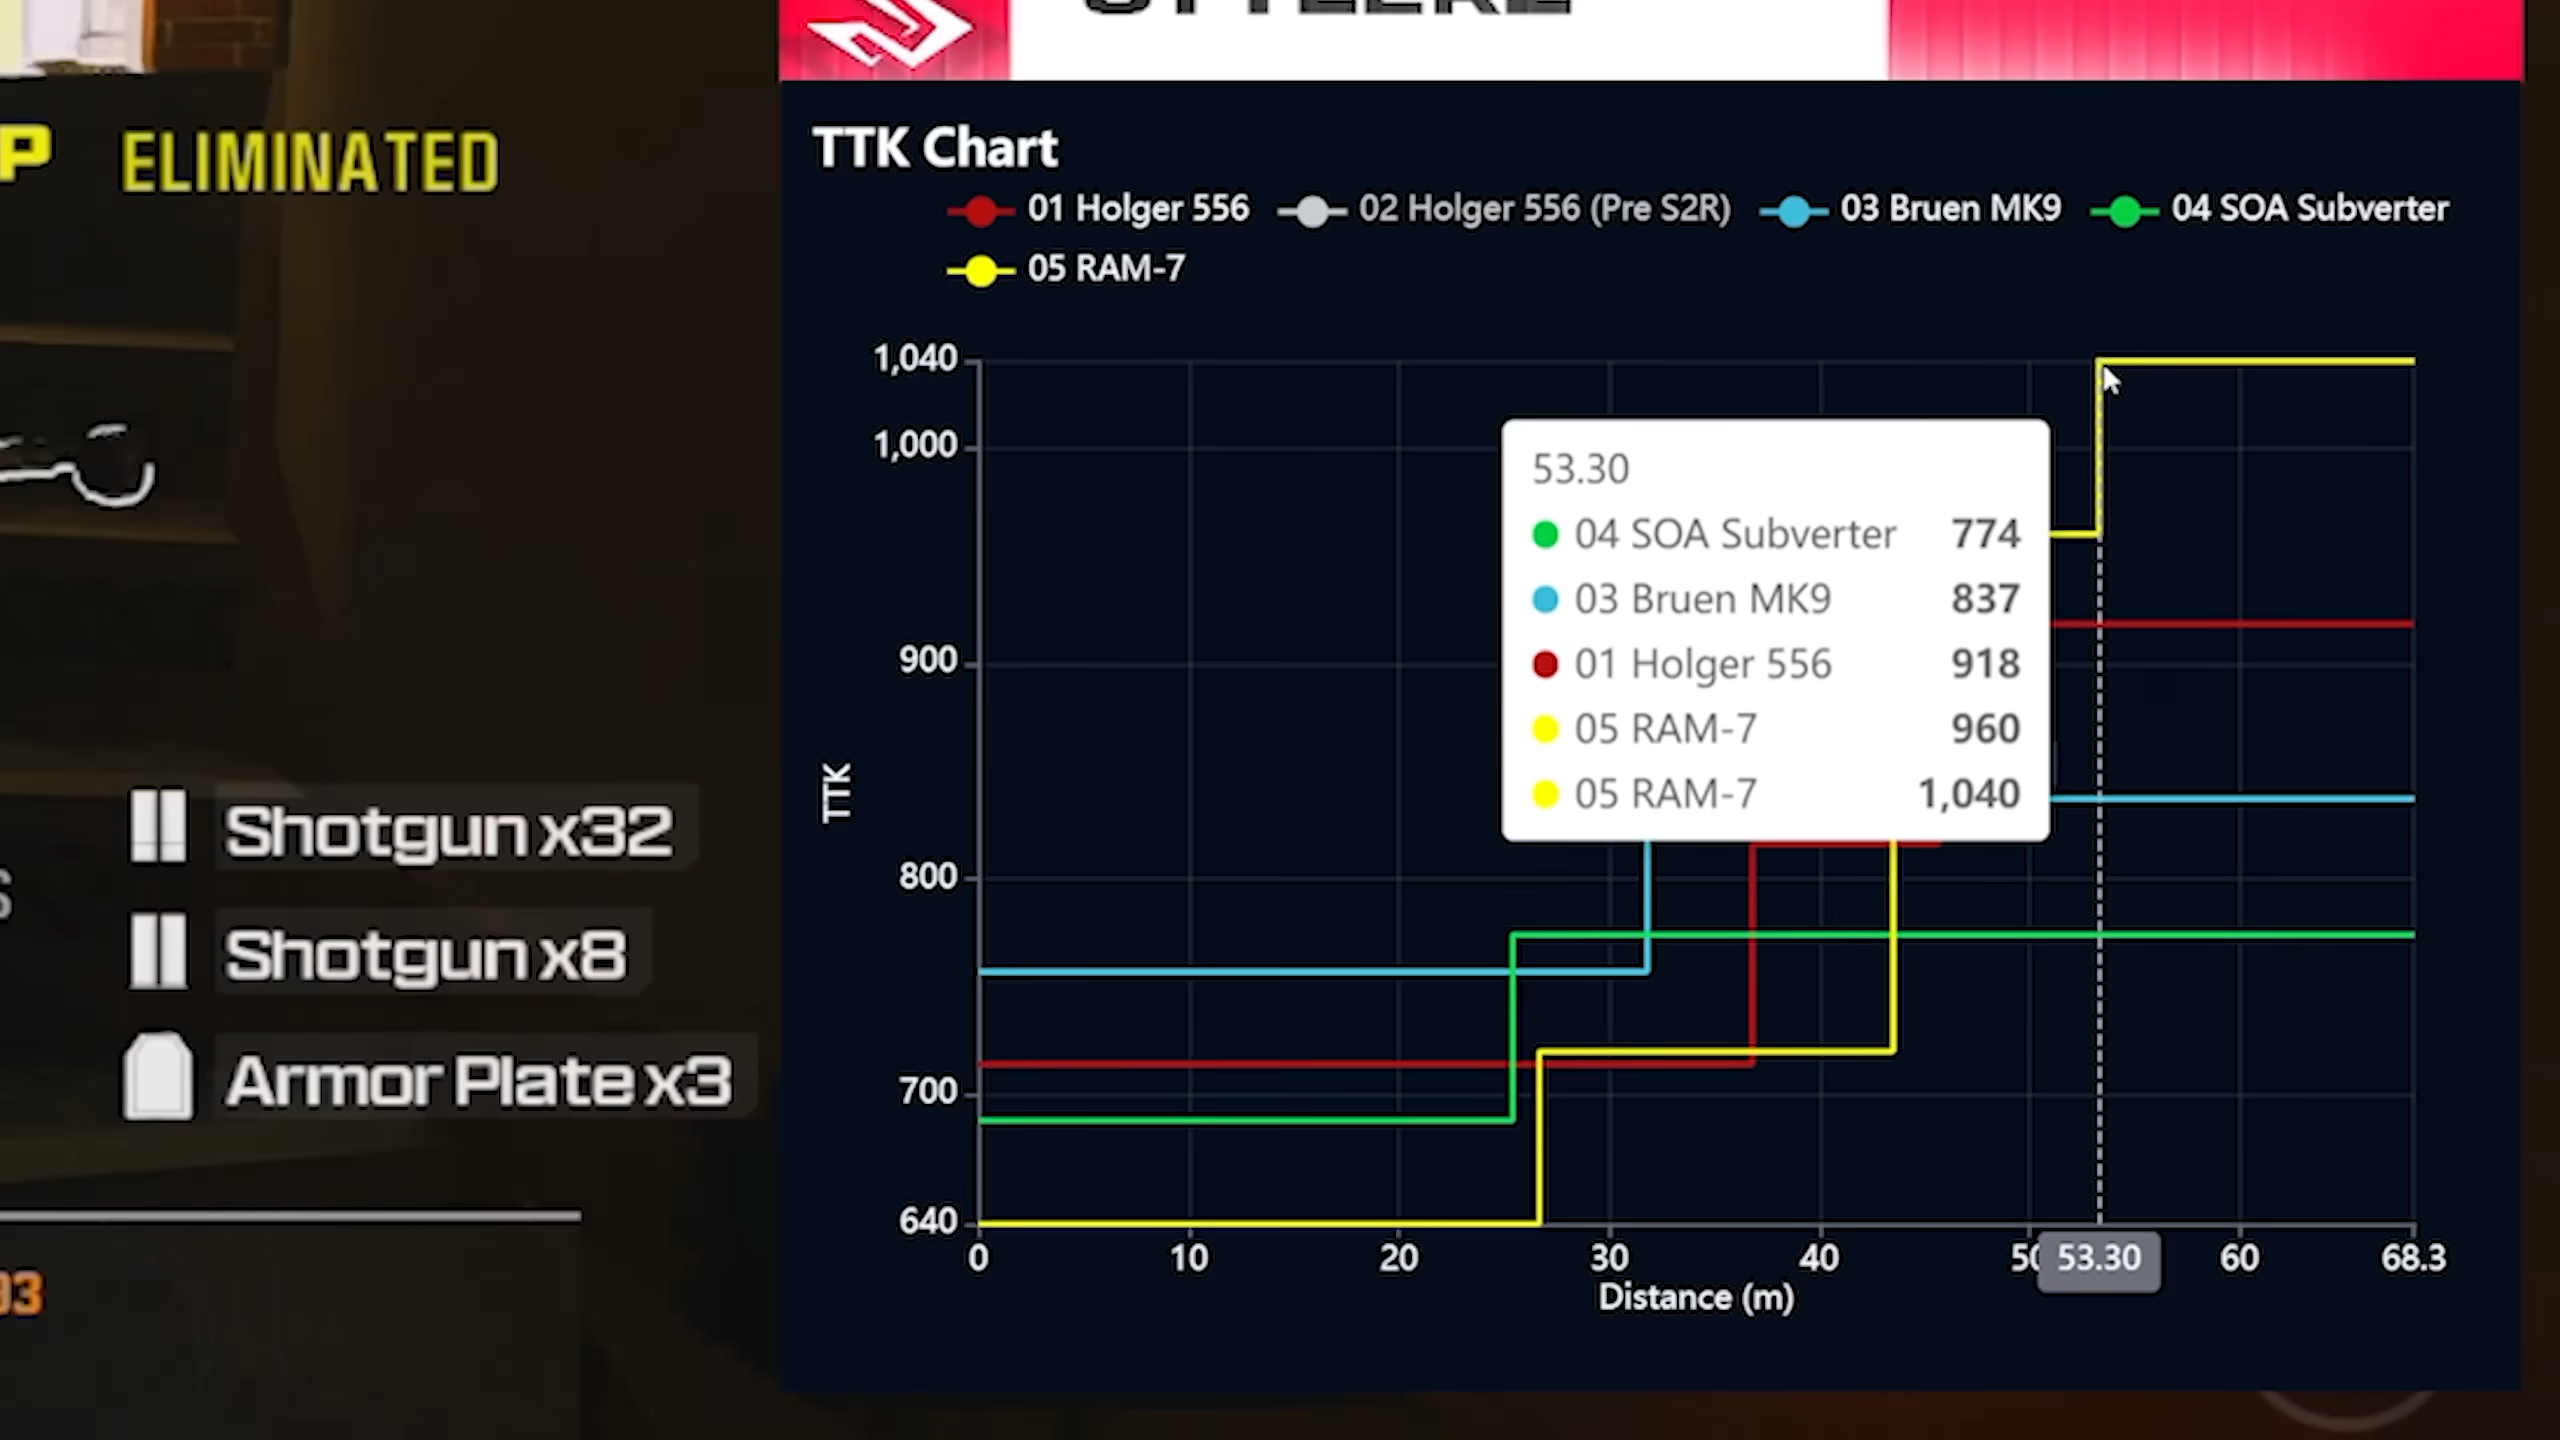 P ELIMINATED
Shotgun x32
Shotgun x8
Armor Plate x3
93
TTK Chart
01 Holger 556
02 Holger 556 (Pre S2R)
03 Bruen MK9
04 SOA Subverter
05 RAM-7
1,040
1,000
900
800
700
640
TTK
53.30
04 SOA Subverter 774
03 Bruen MK9 837
01 Holger 556 918
05 RAM-7 960
05 RAM-7 1,040
0 10 20 30 40 50 53.30 60 68.3
Distance (m)